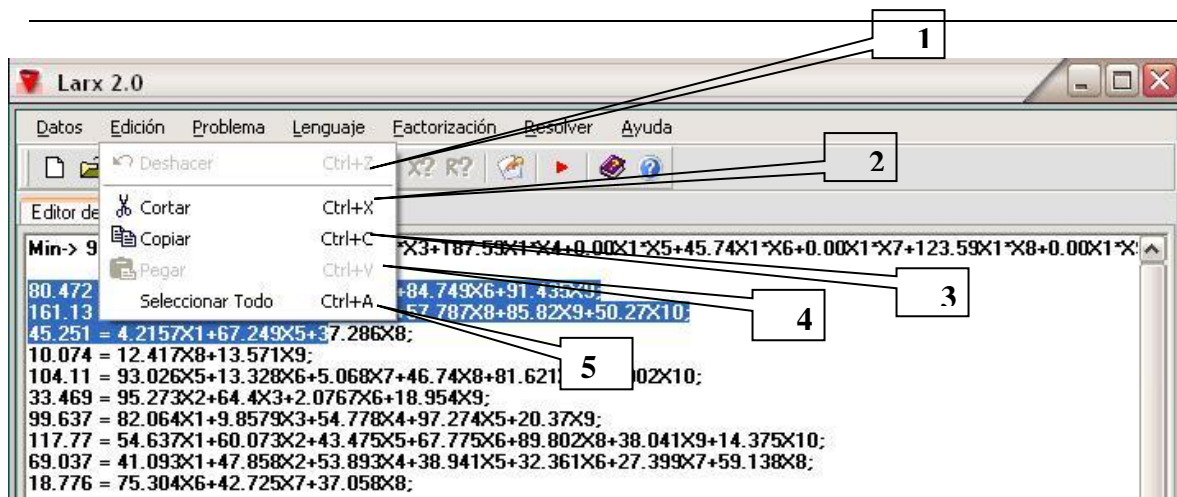 1
Larx 2.0
Datos Edición Problema Lenguaje Factorización Resolver Ayuda
Deshacer Ctrl+Z X? R?
2
Cortar Ctrl+X
Editor de
Copiar Ctrl+C
Min-> 9 *X3+187.59X1*X4+0.00X1*X5+45.74X1*X6+0.00X1*X7+123.59X1*X8+0.00X1*X
Pegar Ctrl+V
3
80.472 +84.749X6+91.435X9;
Seleccionar Todo Ctrl+A
161.13 57.787X8+85.82X9+50.27X10;
4
45.251 = 4.2157X1+67.249X5+37.286X8;
10.074 = 12.417X8+13.571X9;
5
104.11 = 93.026X5+13.328X6+5.068X7+46.74X8+81.621 002X10;
33.469 = 95.273X2+64.4X3+2.0767X6+18.954X9;
99.637 = 82.064X1+9.8579X3+54.778X4+97.274X5+20.37X9;
117.77 = 54.637X1+60.073X2+43.475X5+67.775X6+89.802X8+38.041X9+14.375X10;
69.037 = 41.093X1+47.858X2+53.893X4+38.941X5+32.361X6+27.399X7+59.138X8;
18.776 = 75.304X6+42.725X7+37.058X8;